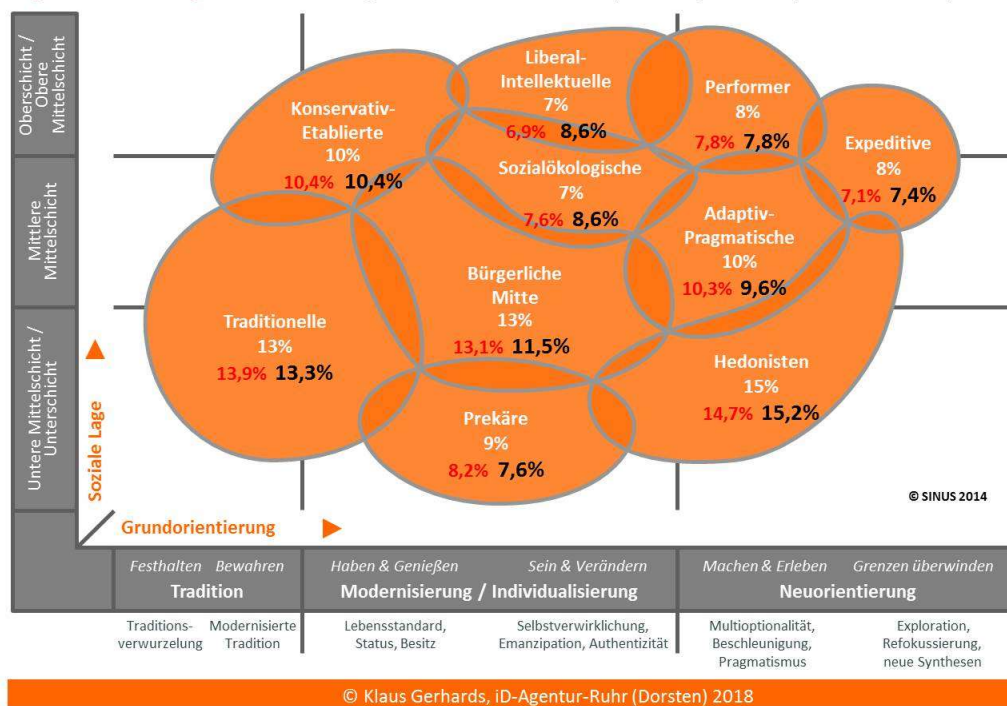 Oberschicht /
Obere
Mittelschicht
Mittlere
Mittelschicht
Untere Mittelschicht /
Unterschicht
Soziale Lage
Konservativ-
Etablierte
10%
10,4% 10,4%
Liberal-
Intellektuelle
7%
6,9% 8,6%
Performer
8%
7,8% 7,8%
Expeditive
8%
7,1% 7,4%
Sozialökologische
7%
7,6% 8,6%
Adaptiv-
Pragmatische
10%
10,3% 9,6%
Bürgerliche
Mitte
13%
13,1% 11,5%
Traditionelle
13%
13,9% 13,3%
Hedonisten
15%
14,7% 15,2%
Prekäre
9%
8,2% 7,6%
© SINUS 2014
Grundorientierung
Festhalten Bewahren
Tradition
Haben & Genießen Sein & Verändern
Modernisierung / Individualisierung
Machen & Erleben Grenzen überwinden
Neuorientierung
Traditions-
verwurzelung
Modernisierte
Tradition
Lebensstandard,
Status, Besitz
Selbstverwirklichung,
Emanzipation, Authentizität
Multioptionalität,
Beschleunigung,
Pragmatismus
Exploration,
Refokussierung,
neue Synthesen
© Klaus Gerhards, iD-Agentur-Ruhr (Dorsten) 2018